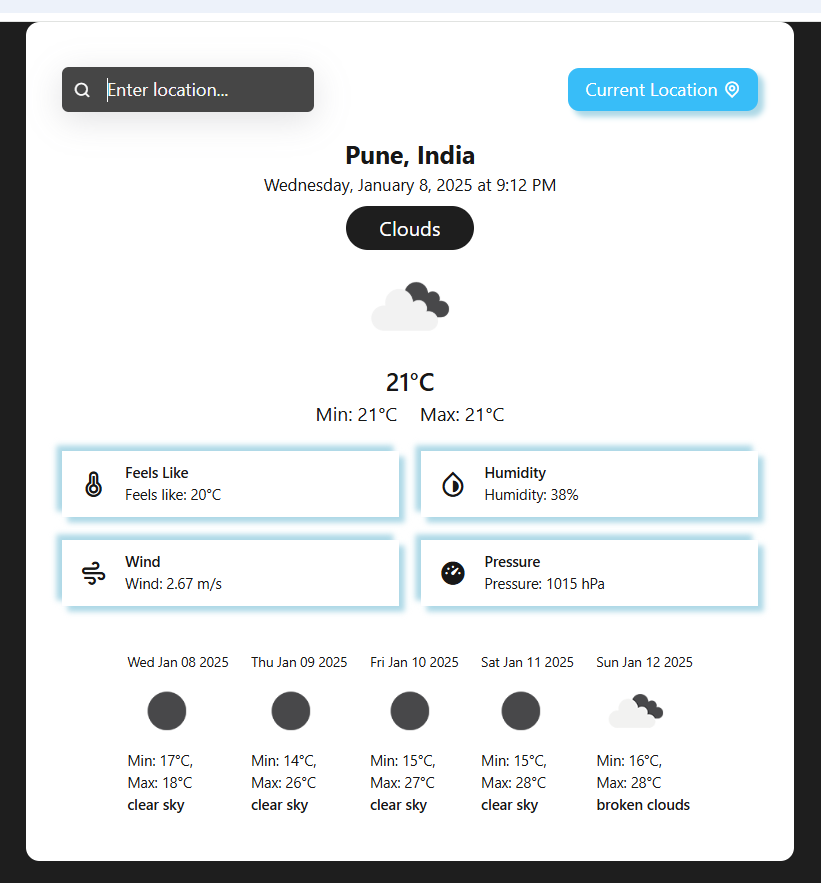 Enter location...
Current Location
Pune, India
Wednesday, January 8, 2025 at 9:12 PM
Clouds
21°C
Min: 21°C Max: 21°C
Feels Like
Feels like: 20°C
Humidity
Humidity: 38%
Wind
Wind: 2.67 m/s
Pressure
Pressure: 1015 hPa
Wed Jan 08 2025
Min: 17°C,
Max: 18°C
clear sky
Thu Jan 09 2025
Min: 14°C,
Max: 26°C
clear sky
Fri Jan 10 2025
Min: 15°C,
Max: 27°C
clear sky
Sat Jan 11 2025
Min: 15°C,
Max: 28°C
clear sky
Sun Jan 12 2025
Min: 16°C,
Max: 28°C
broken clouds